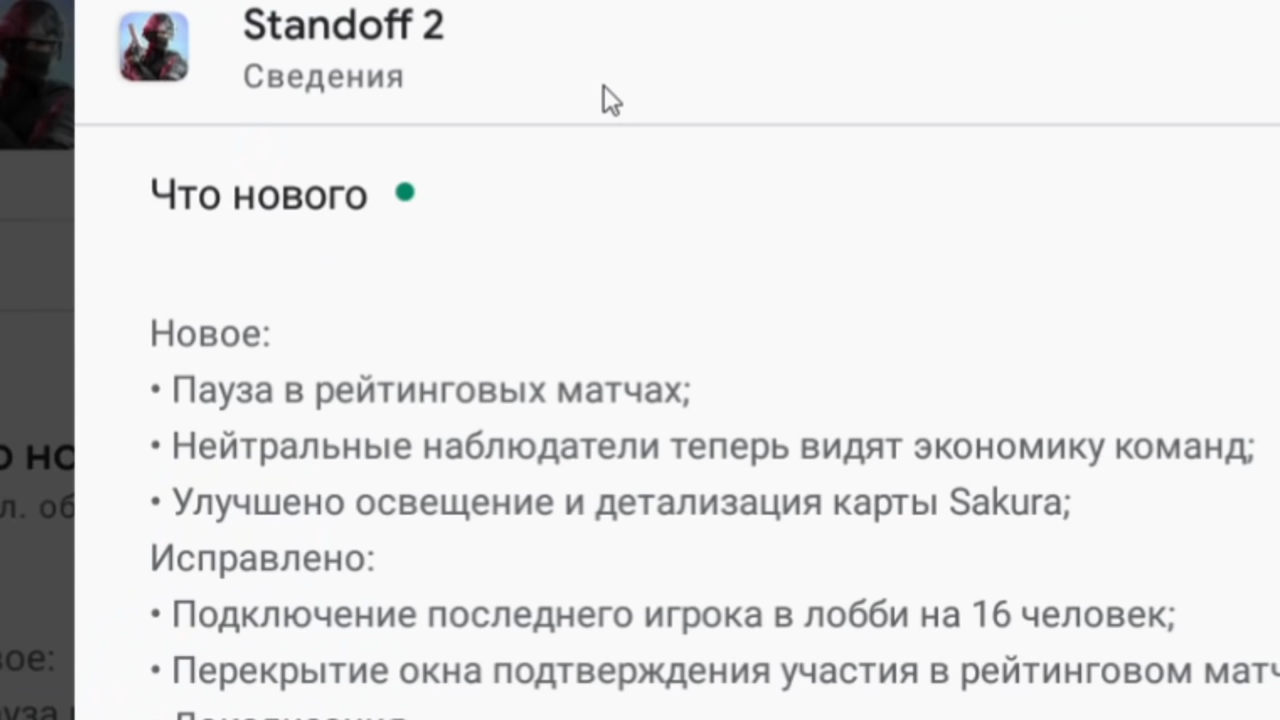 Standoff 2
Сведения
Что нового
Новое:
• Пауза в рейтинговых матчах;
• Нейтральные наблюдатели теперь видят экономику команд;
• Улучшено освещение и детализация карты Sakura;
Исправлено:
• Подключение последнего игрока в лобби на 16 человек;
• Перекрытие окна подтверждения участия в рейтинговом